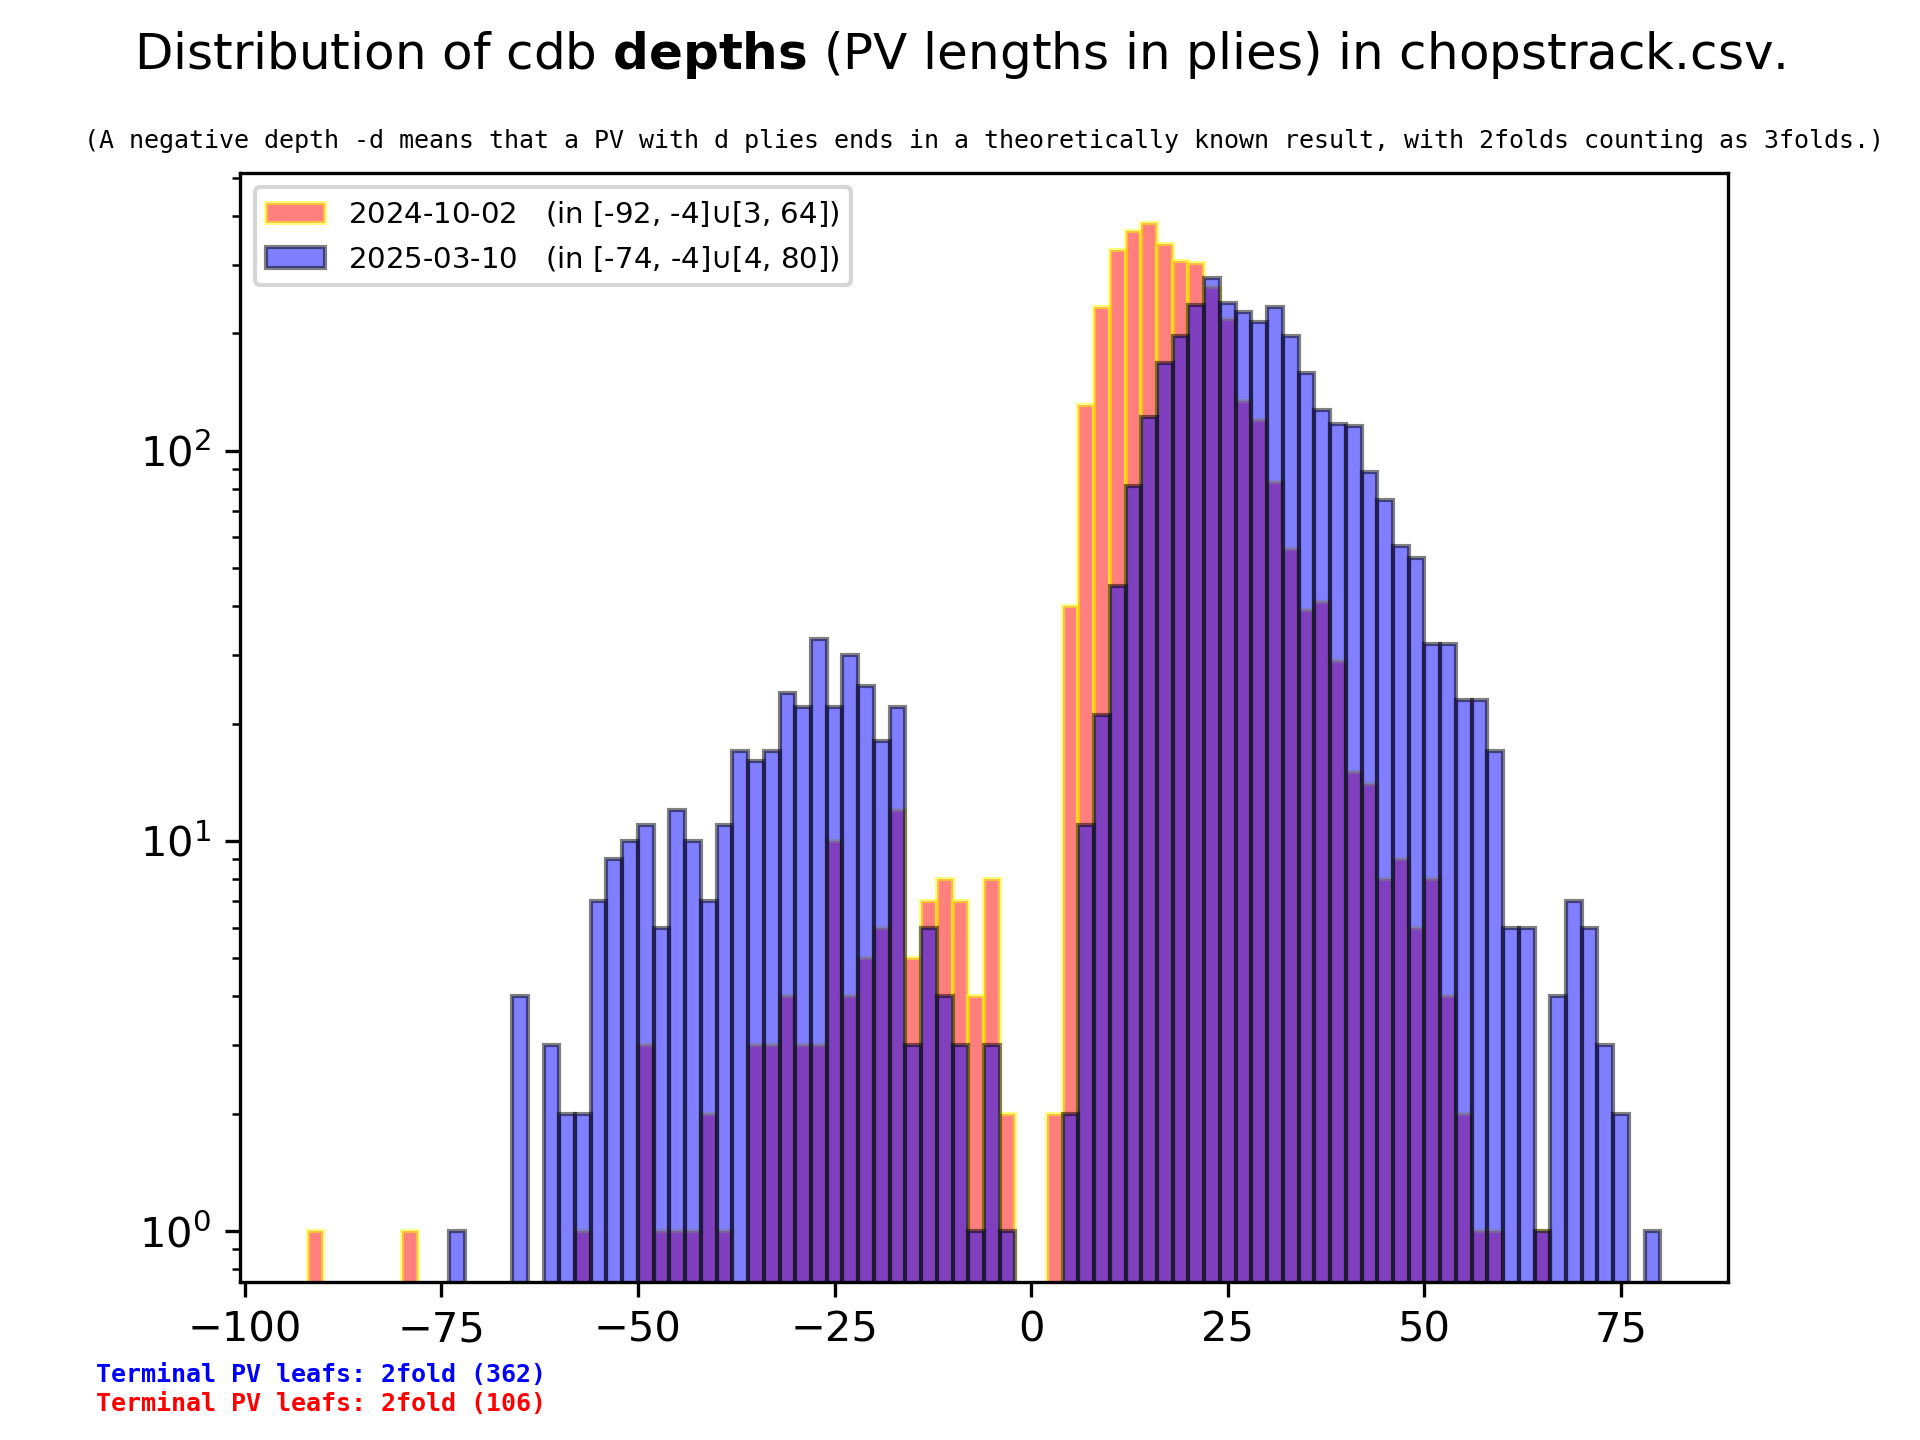 Distribution of cdb depths (PV lengths in plies) in chopstrack.csv.
(A negative depth -d means that a PV with d plies ends in a theoretically known result, with 2folds counting as 3folds.)
2024-10-02 (in [-92, -4]∪[3, 64])
2025-03-10 (in [-74, -4]∪[4, 80])
10²
10¹
10⁰
−100 −75 −50 −25 0 25 50 75
Terminal PV leafs: 2fold (362)
Terminal PV leafs: 2fold (106)